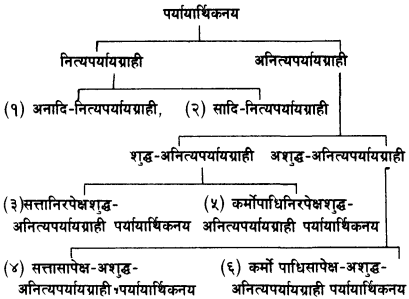 पर्यायार्थिकनय
नित्यपर्यायग्राही अनित्यपर्यायग्राही
(१) अनादि-नित्यपर्यायग्राही, (२) सादि-नित्यपर्यायग्राही
शुद्ध-अनित्यपर्यायग्राही अशुद्ध-अनित्यपर्यायग्राही
(३)सत्तानिरपेक्षशुद्ध- (५) कर्मोपाधिनिरपेक्षशुद्ध-
अनित्यपर्यायग्राही पर्यायार्थिकनय अनित्यपर्यायग्राही पर्यायार्थिकनय
(४) सत्तासापेक्ष-अशुद्ध- (६) कर्मो पाधिसापेक्ष-अशुद्ध-
अनित्यपर्यायग्राही पर्यायार्थिकनय अनित्यपर्यायग्राही पर्यायार्थिकनय